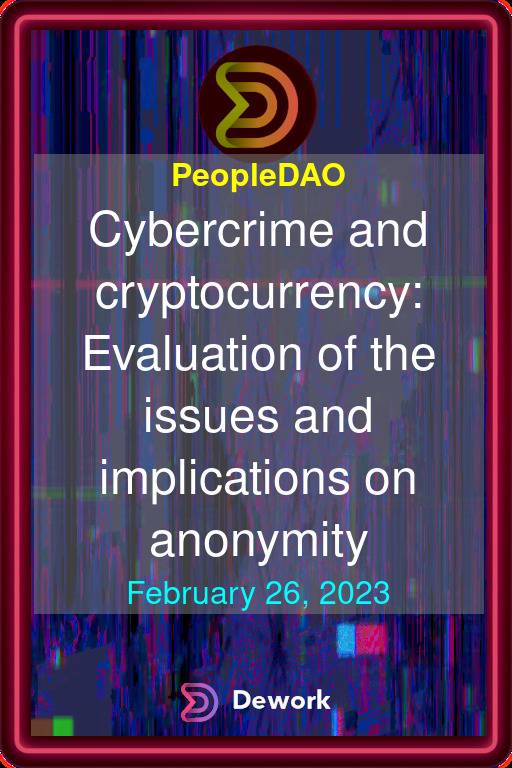 PeopleDAO
Cybercrime and
cryptocurrency:
Evaluation of the
issues and
implications on
anonymity
February 26, 2023
Dework